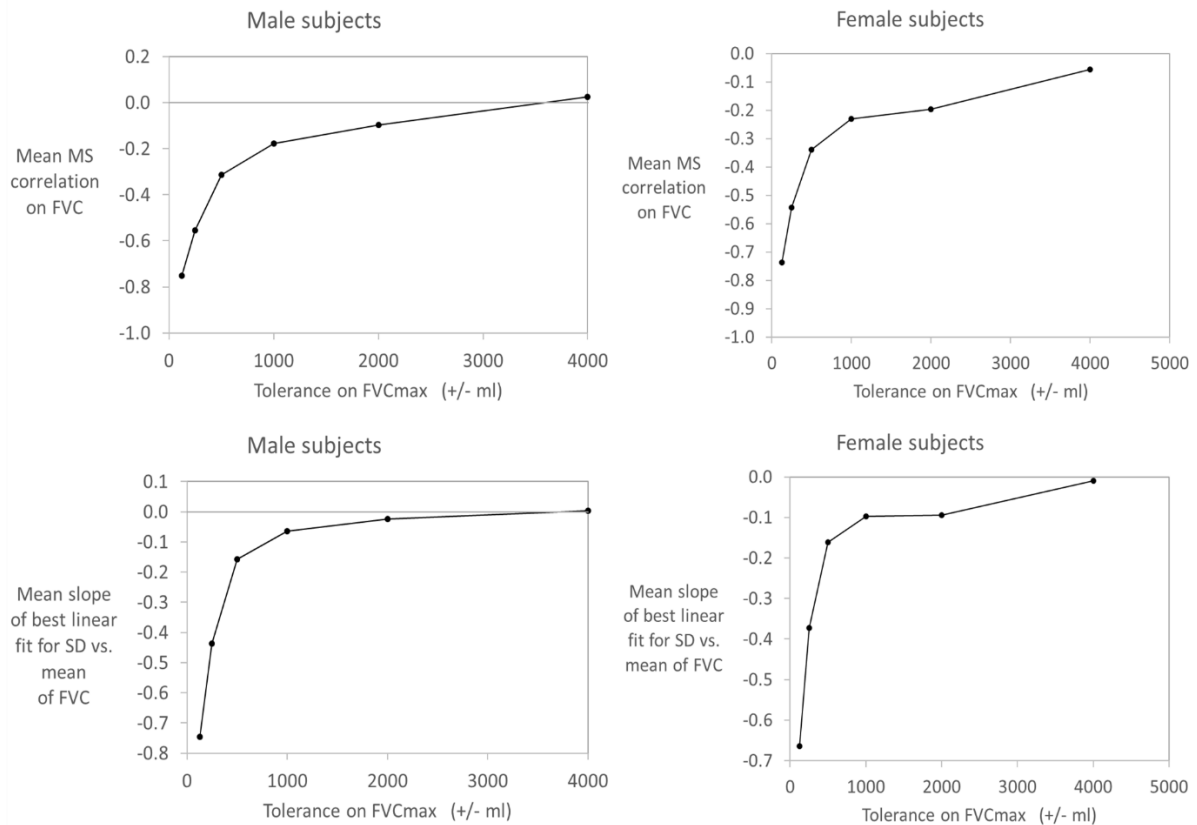 Male subjects
0.2
0.0
-0.2
-0.4
-0.6
-0.8
-1.0
Mean MS
correlation
on FVC
0
1000
2000
3000
4000
Tolerance on FVCmax (+/- ml)
Female subjects
0.0
-0.1
-0.2
-0.3
-0.4
-0.5
-0.6
-0.7
-0.8
-0.9
-1.0
Mean MS
correlation
on FVC
0
1000
2000
3000
4000
5000
Tolerance on FVCmax (+/- ml)
Male subjects
0.1
0.0
-0.1
-0.2
-0.3
-0.4
-0.5
-0.6
-0.7
-0.8
Mean slope
of best linear
fit for SD vs.
mean
of FVC
0
1000
2000
3000
4000
Tolerance on FVCmax (+/- ml)
Female subjects
0.0
-0.1
-0.2
-0.3
-0.4
-0.5
-0.6
-0.7
Mean slope
of best linear
fit for SD vs.
mean of FVC
0
1000
2000
3000
4000
5000
Tolerance on FVCmax (+/- ml)